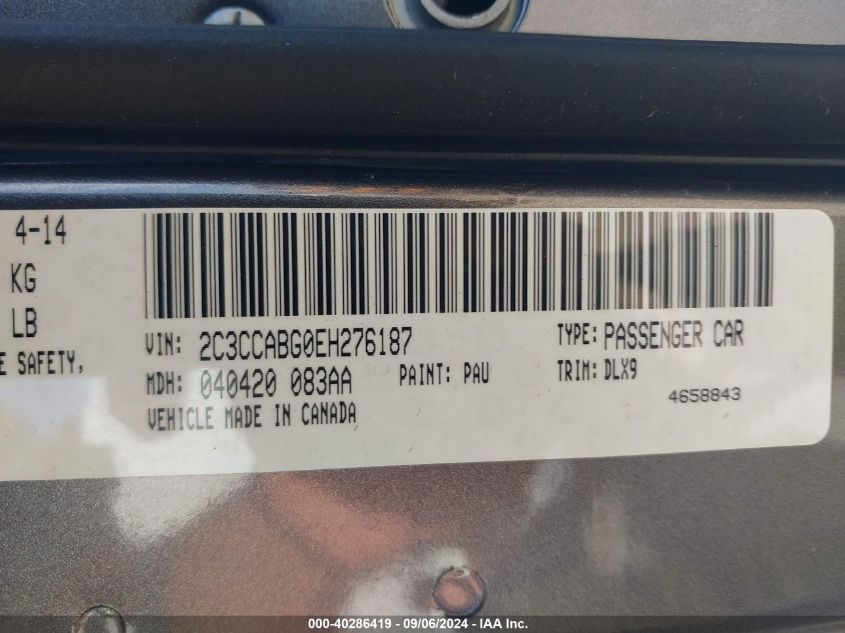 4-14
KG
LB
E SAFETY,
VIN: 2C3CCABG0EH276187
TYPE: PASSENGER CAR
MDH: 040420 083AA
PAINT: PAU
TRIM: DLX9
VEHICLE MADE IN CANADA
4658843
000-40286419 - 09/06/2024 - IAA Inc.